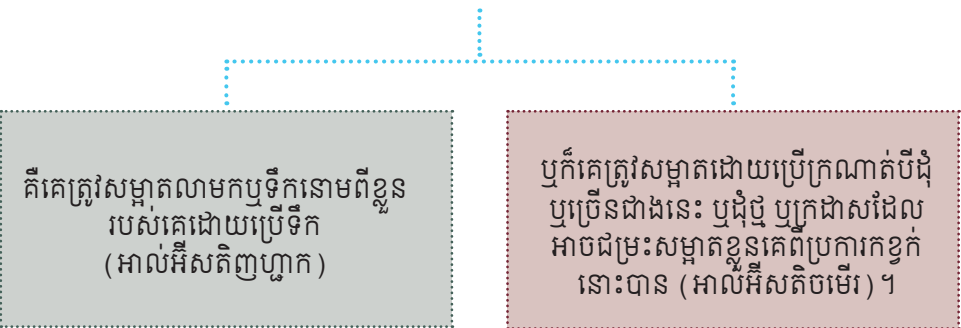 គឺគេត្រូវសម្អាតលាមកឬទឹកនោមពីខ្លួន
របស់គេដោយប្រើទឹក
(អាល់អ៊ីសតិញហ្ជាក)
ឬក៏គេត្រូវសម្អាតដោយប្រើក្រណាត់បីដុំ
ឬច្រើនជាងនេះ ឬដុំថ្ម ឬក្រដាសដែល
អាចជម្រះសម្អាតខ្លួនគេពីប្រការកខ្វក់
នោះបាន (អាល់អ៊ីសតិចមើរ)។